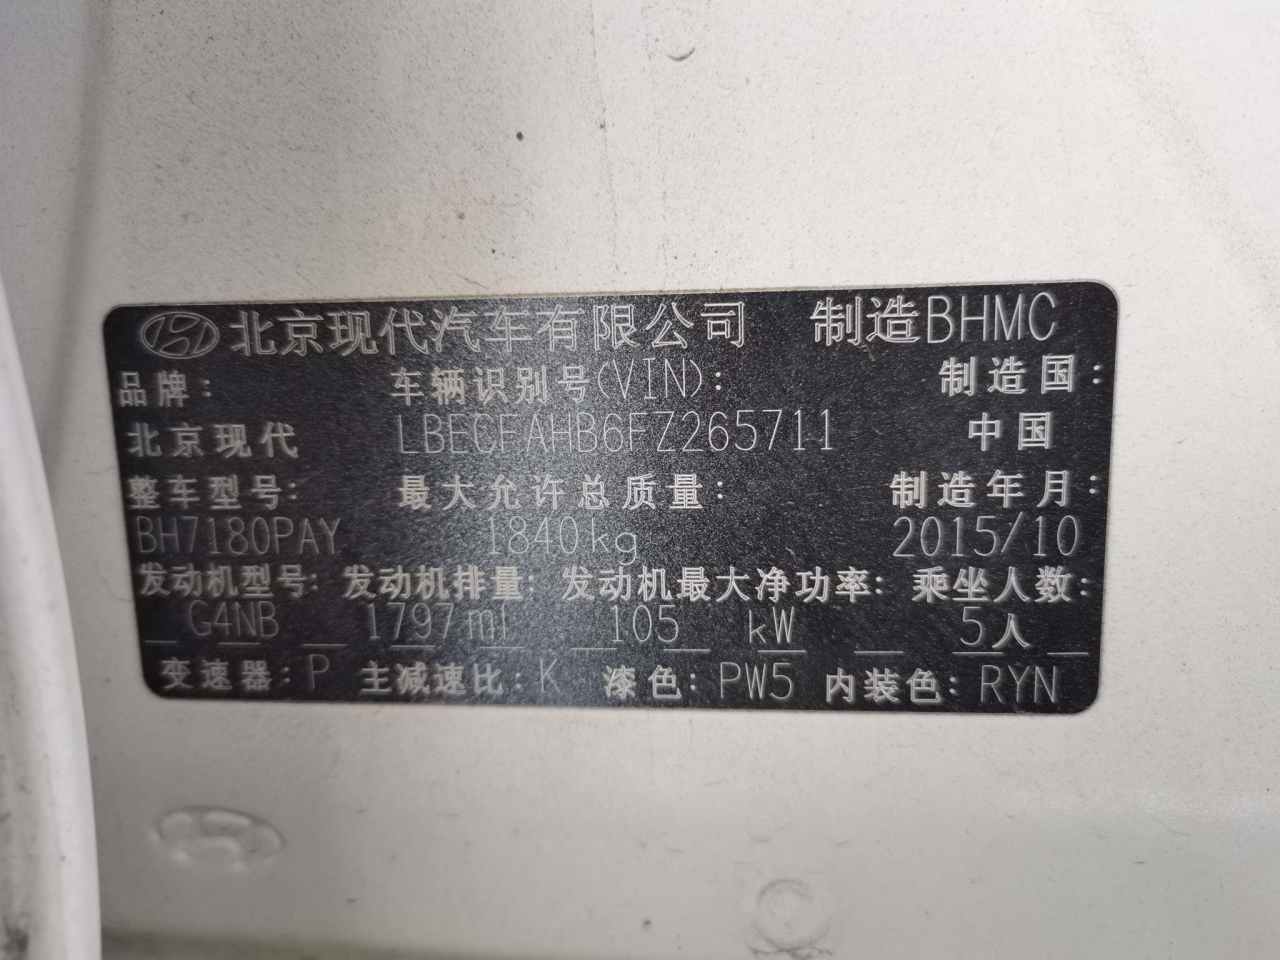 北京现代汽车有限公司 制造BHMC
品牌: 车辆识别号(VIN): 制造国:
北京现代 LBECFAHB6FZ265711 中国
整车型号: 最大允许总质量: 制造年月:
BH7180PAY 1840kg 2015/10
发动机型号: 发动机排量: 发动机最大净功率: 乘坐人数:
G4NB 1797ml 105 kW 5人
变速器: P 主减速比: K 漆色: PW5 内装色: RYN